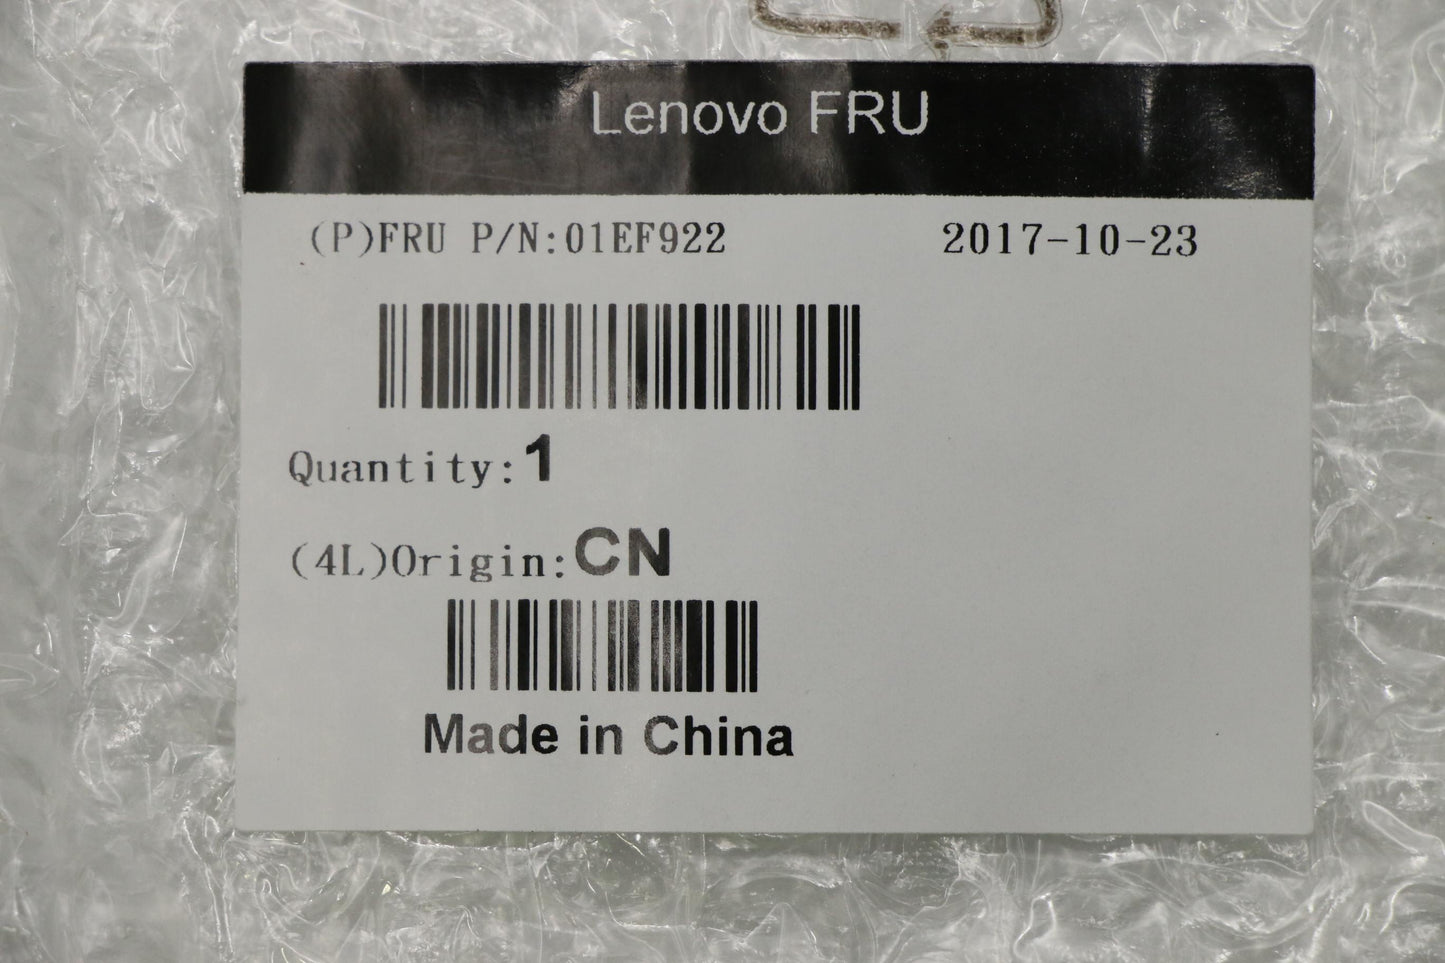 Lenovo FRU
(P)FRU P/N:01EF922 2017-10-23
Quantity:1
(4L)Origin:CN
Made in China